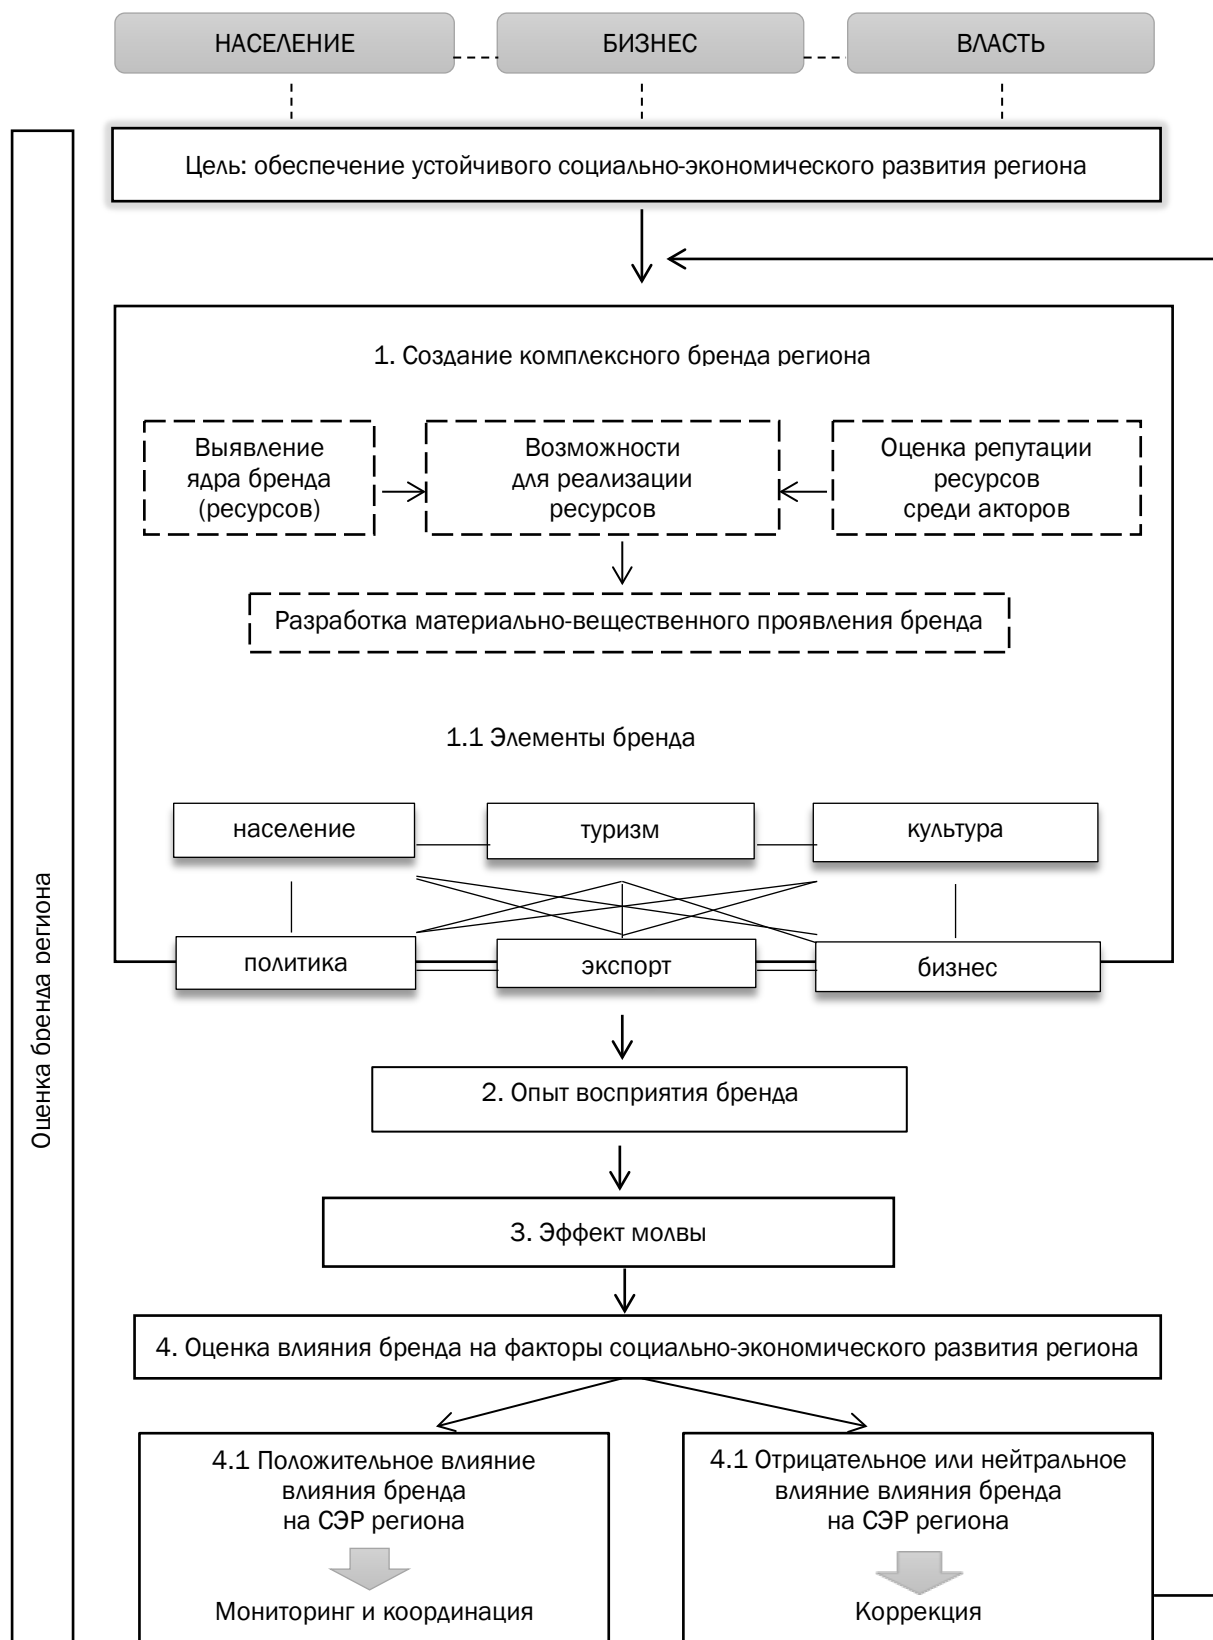 НАСЕЛЕНИЕ
БИЗНЕС
ВЛАСТЬ
Цель: обеспечение устойчивого социально-экономического развития региона
1. Создание комплексного бренда региона
Выявление
ядра бренда
(ресурсов)
Возможности
для реализации
ресурсов
Оценка репутации
ресурсов
среди акторов
Разработка материально-вещественного проявления бренда
1.1 Элементы бренда
население
туризм
культура
политика
экспорт
бизнес
Оценка бренда региона
2. Опыт восприятия бренда
3. Эффект молвы
4. Оценка влияния бренда на факторы социально-экономического развития региона
4.1 Положительное влияние
влияния бренда
на СЭР региона
Мониторинг и координация
4.1 Отрицательное или нейтральное
влияние влияния бренда
на СЭР региона
Коррекция